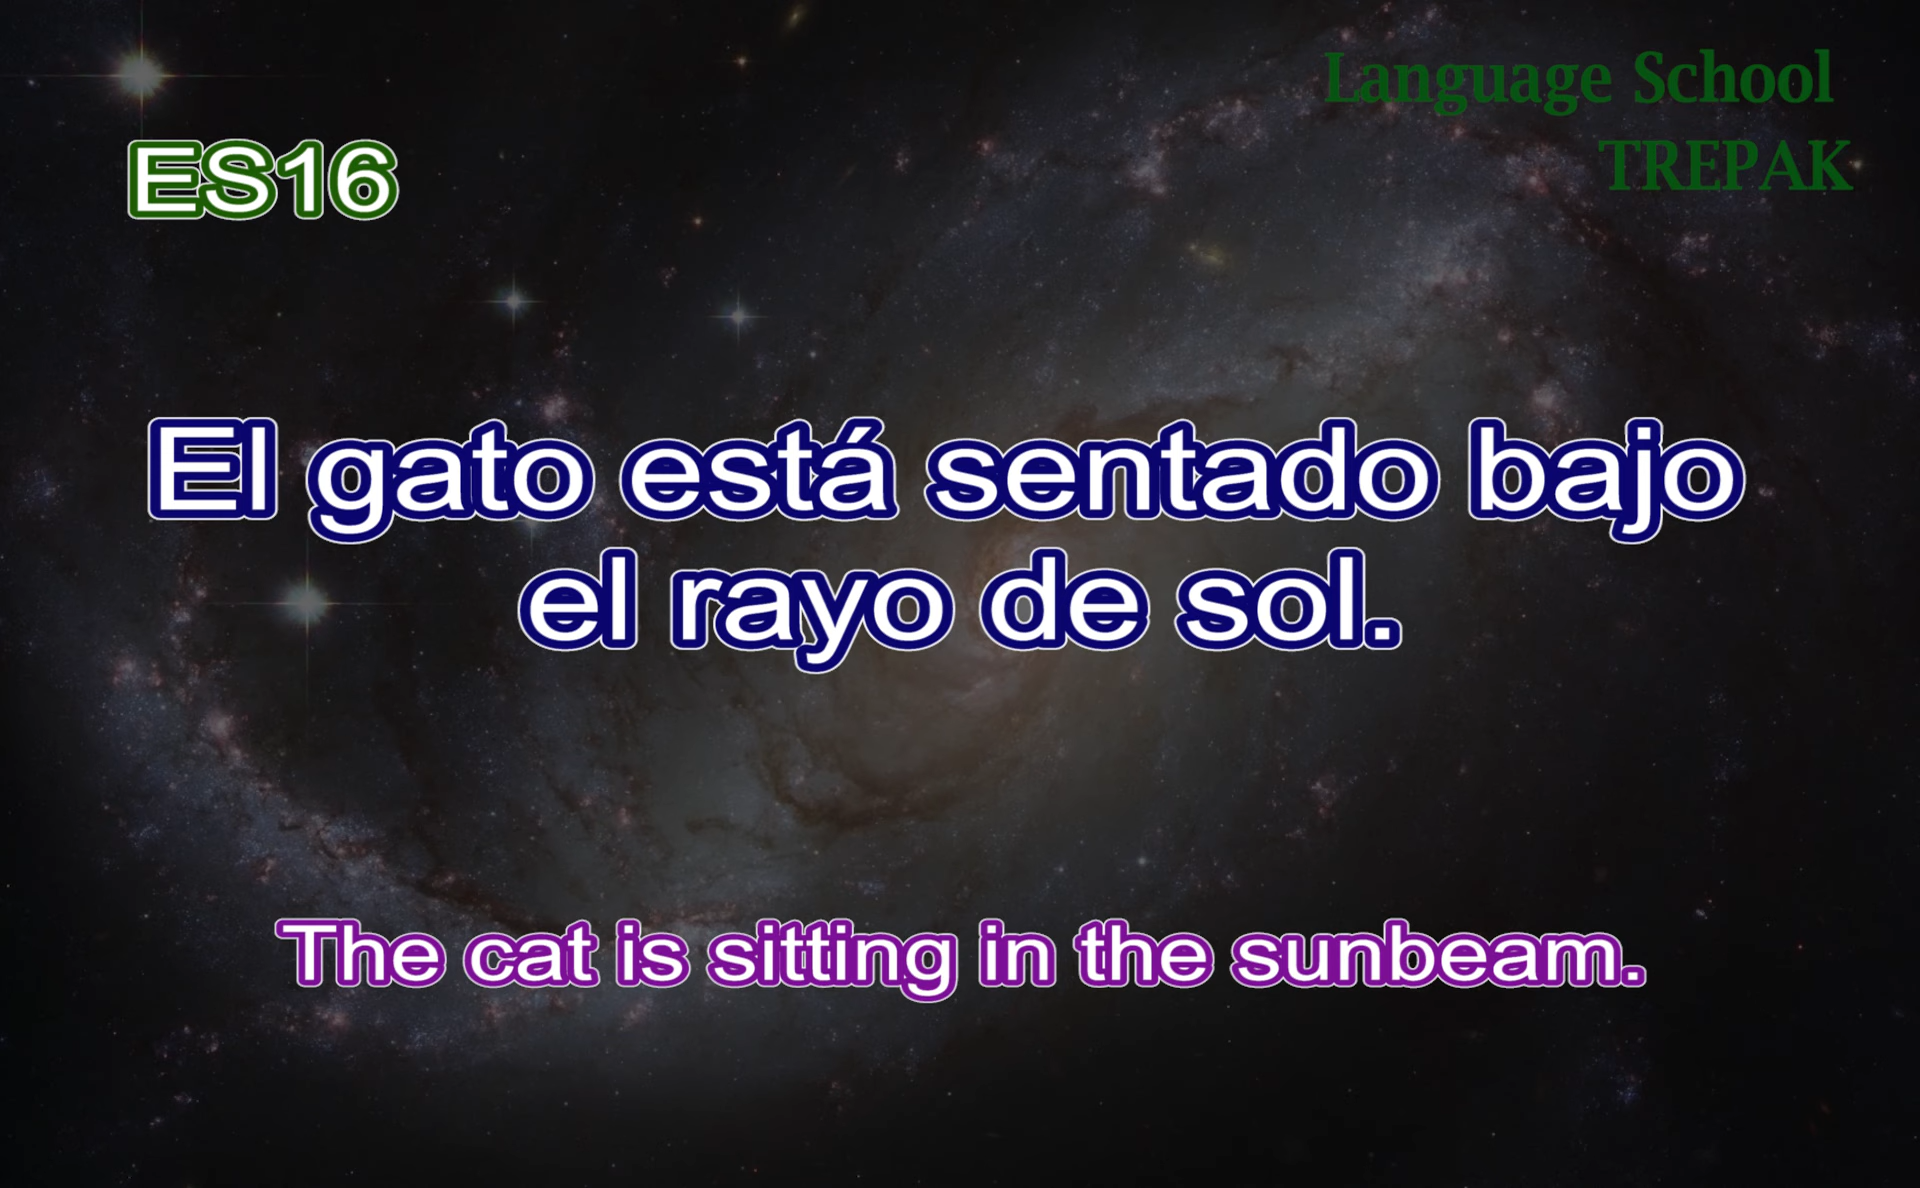 Language School
TREPAK
ES16
El gato está sentado bajo
el rayo de sol.
The cat is sitting in the sunbeam.